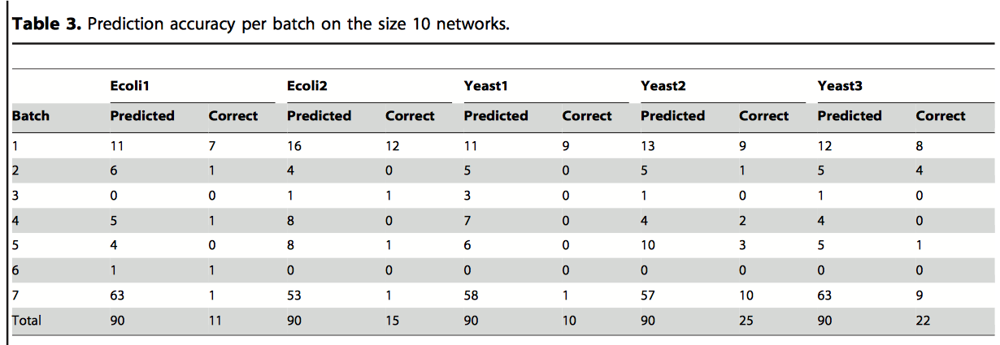 Table 3. Prediction accuracy per batch on the size 10 networks.
Ecoli1 Ecoli2 Yeast1 Yeast2 Yeast3
Batch Predicted Correct Predicted Correct Predicted Correct Predicted Correct Predicted Correct
1 11 7 16 12 11 9 13 9 12 8
2 6 1 4 0 5 0 5 1 5 4
3 0 0 1 1 3 0 1 0 1 0
4 5 1 8 0 7 0 4 2 4 0
5 4 0 8 1 6 0 10 3 5 1
6 1 1 0 0 0 0 0 0 0 0
7 63 1 53 1 58 1 57 10 63 9
Total 90 11 90 15 90 10 90 25 90 22